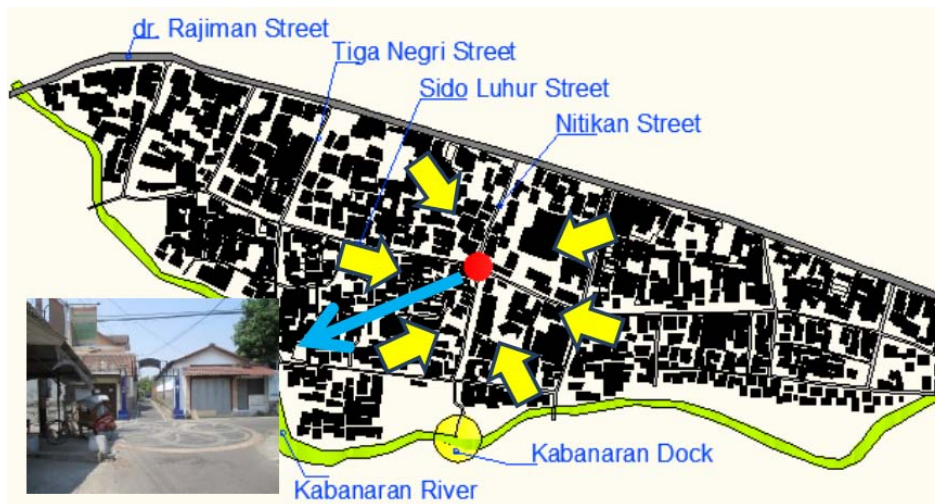 dr. Rajiman Street
Tiga Negri Street
Sido Luhur Street
Nitikan Street
Kabanaran Dock
Kabanaran River